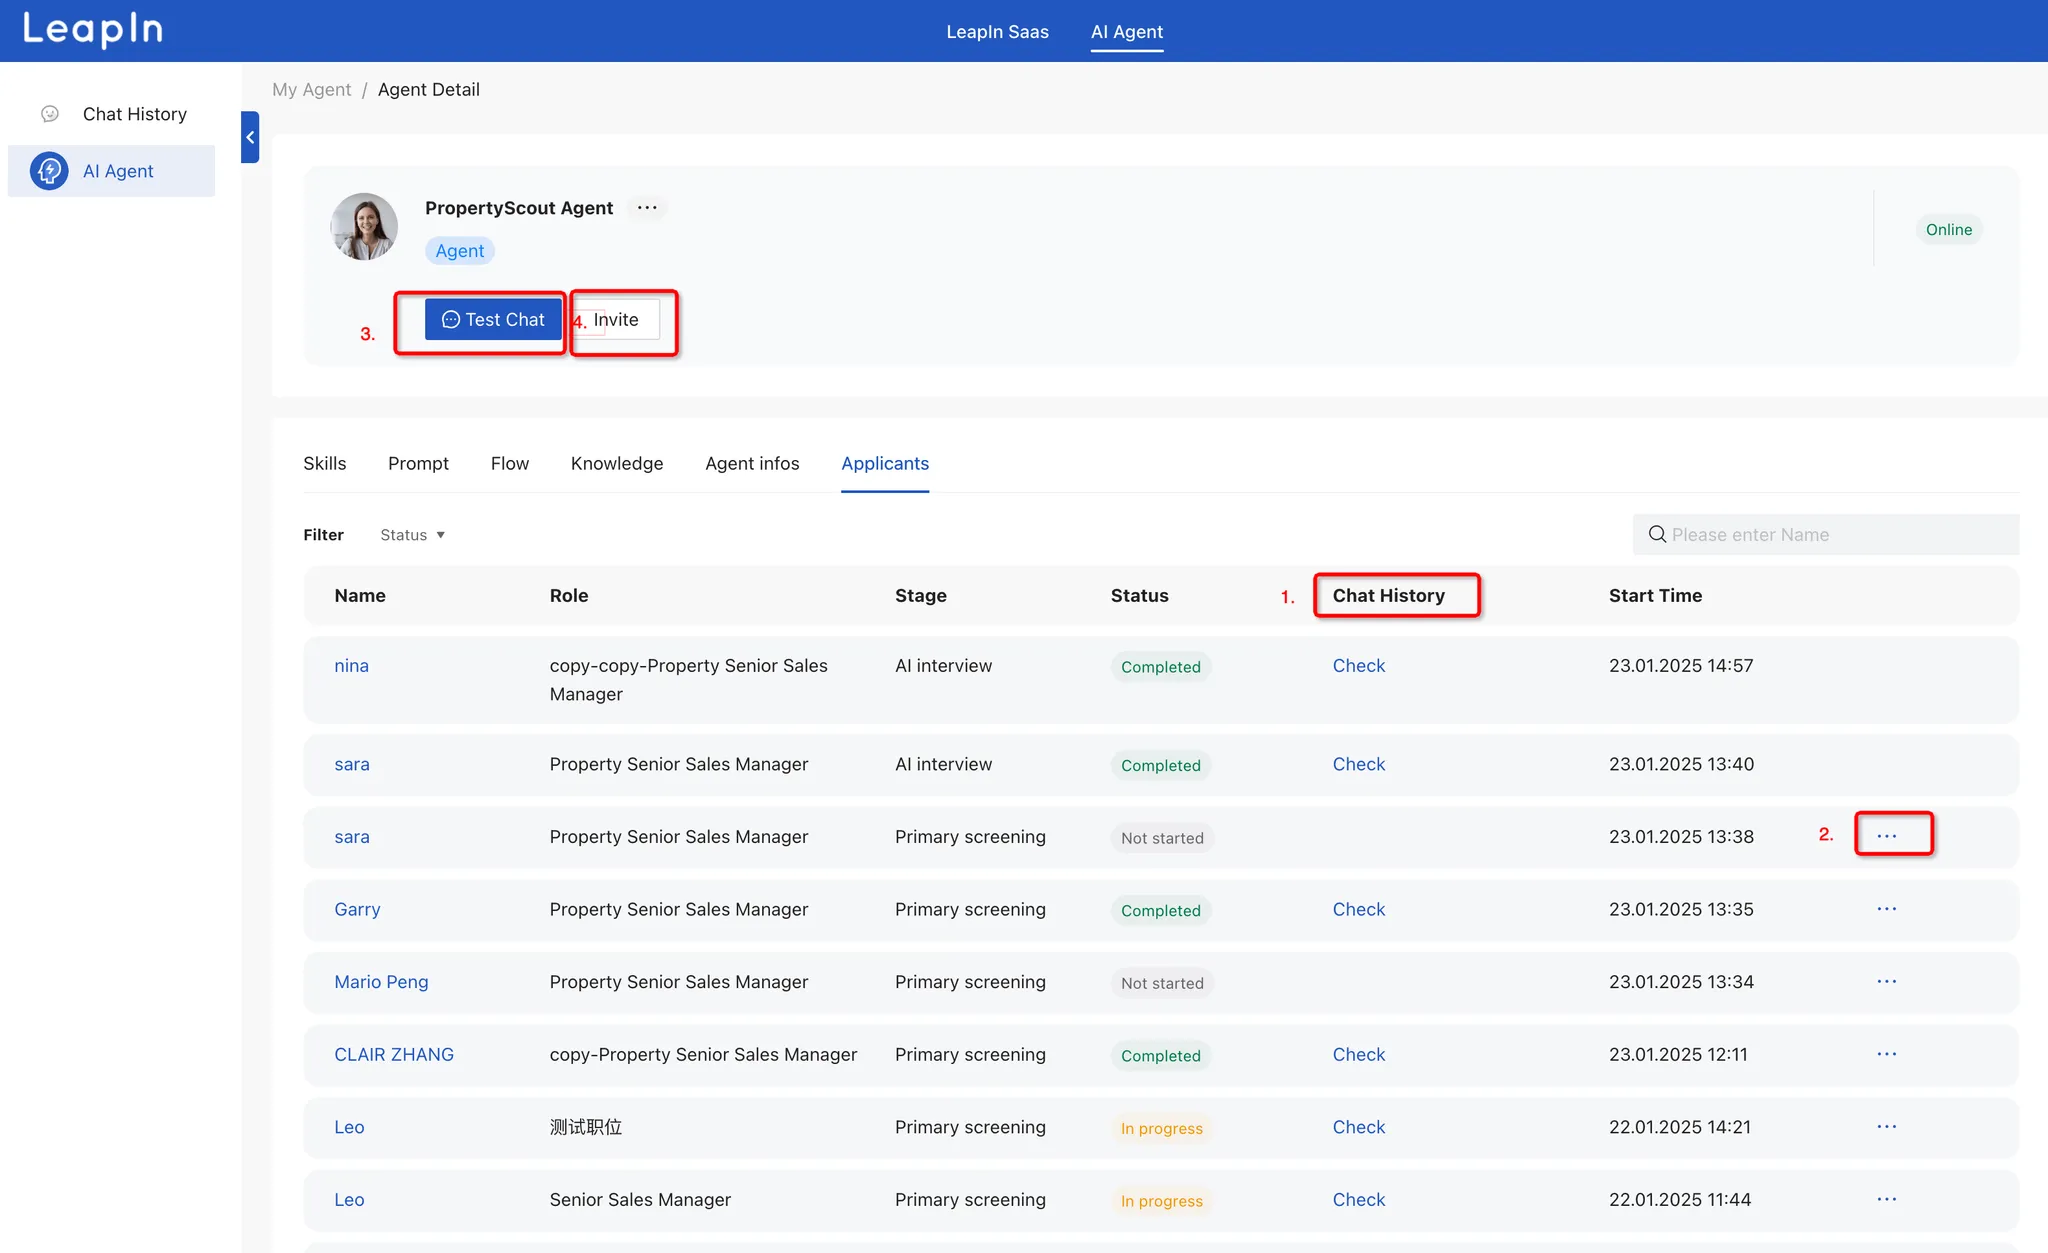 LeapIn
LeapIn Saas
AI Agent
Chat History
AI Agent
My Agent / Agent Detail
PropertyScout Agent ···
Agent
Online
3.
Test Chat
4.
Invite
Skills
Prompt
Flow
Knowledge
Agent infos
Applicants
Filter
Status
Please enter Name
Name Role Stage Status 1. Chat History Start Time
nina copy-copy-Property Senior Sales AI interview Completed Check 23.01.2025 14:57
Manager
sara Property Senior Sales Manager AI interview Completed Check 23.01.2025 13:40
sara Property Senior Sales Manager Primary screening Not started 23.01.2025 13:38 2. ···
Garry Property Senior Sales Manager Primary screening Completed Check 23.01.2025 13:35 ···
Mario Peng Property Senior Sales Manager Primary screening Not started 23.01.2025 13:34 ···
CLAIR ZHANG copy-Property Senior Sales Manager Primary screening Completed Check 23.01.2025 12:11 ···
Leo 测试职位 Primary screening In progress Check 22.01.2025 14:21 ···
Leo Senior Sales Manager Primary screening In progress Check 22.01.2025 11:44 ···